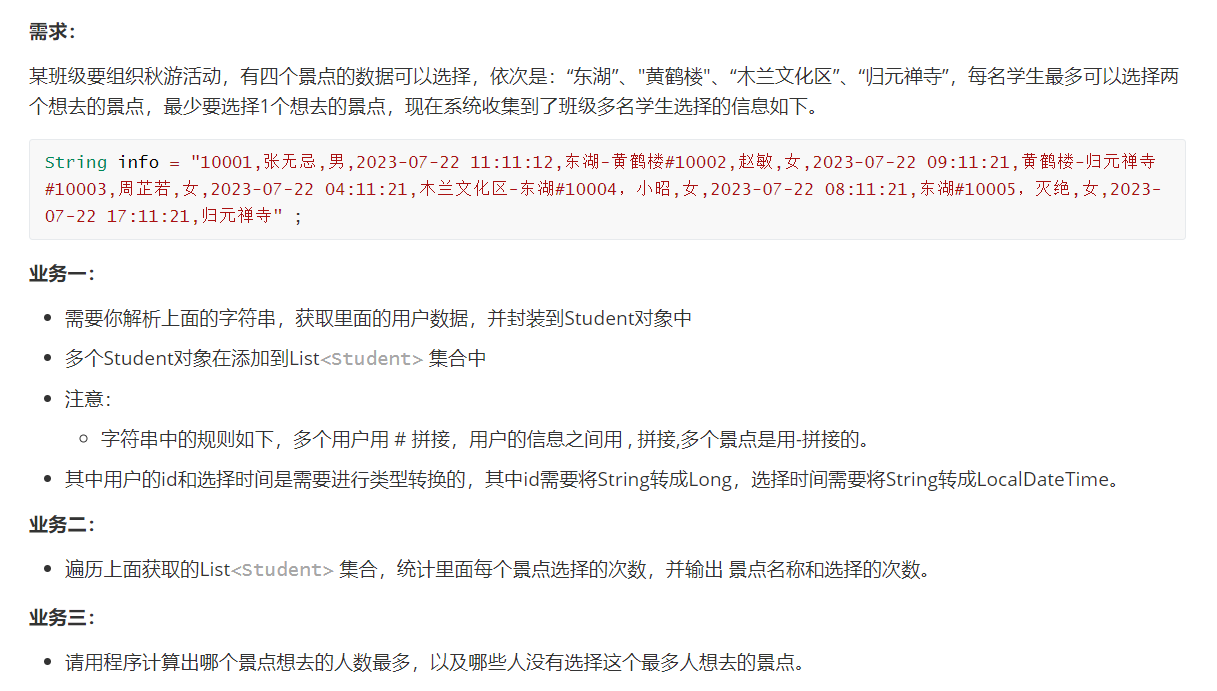 需求：
某班级要组织秋游活动，有四个景点的数据可以选择，依次是：“东湖”、"黄鹤楼"、“木兰文化区”、“归元禅寺”，每名学生最多可以选择两
个想去的景点，最少要选择1个想去的景点，现在系统收集到了班级多名学生选择的信息如下。
String info = "10001,张无忌,男,2023-07-22 11:11:12,东湖-黄鹤楼#10002,赵敏,女,2023-07-22 09:11:21,黄鹤楼-归元禅寺
#10003,周芷若,女,2023-07-22 04:11:21,木兰文化区-东湖#10004，小昭,女,2023-07-22 08:11:21,东湖#10005，灭绝,女,2023-
07-22 17:11:21,归元禅寺" ;
业务一：
• 需要你解析上面的字符串，获取里面的用户数据，并封装到Student对象中
• 多个Student对象在添加到List<Student> 集合中
• 注意：
◦ 字符串中的规则如下，多个用户用 # 拼接，用户的信息之间用 , 拼接,多个景点是用-拼接的。
• 其中用户的id和选择时间是需要进行类型转换的，其中id需要将String转成Long，选择时间需要将String转成LocalDateTime。
业务二：
• 遍历上面获取的List<Student> 集合，统计里面每个景点选择的次数，并输出 景点名称和选择的次数。
业务三：
• 请用程序计算出哪个景点想去的人数最多，以及哪些人没有选择这个最多人想去的景点。